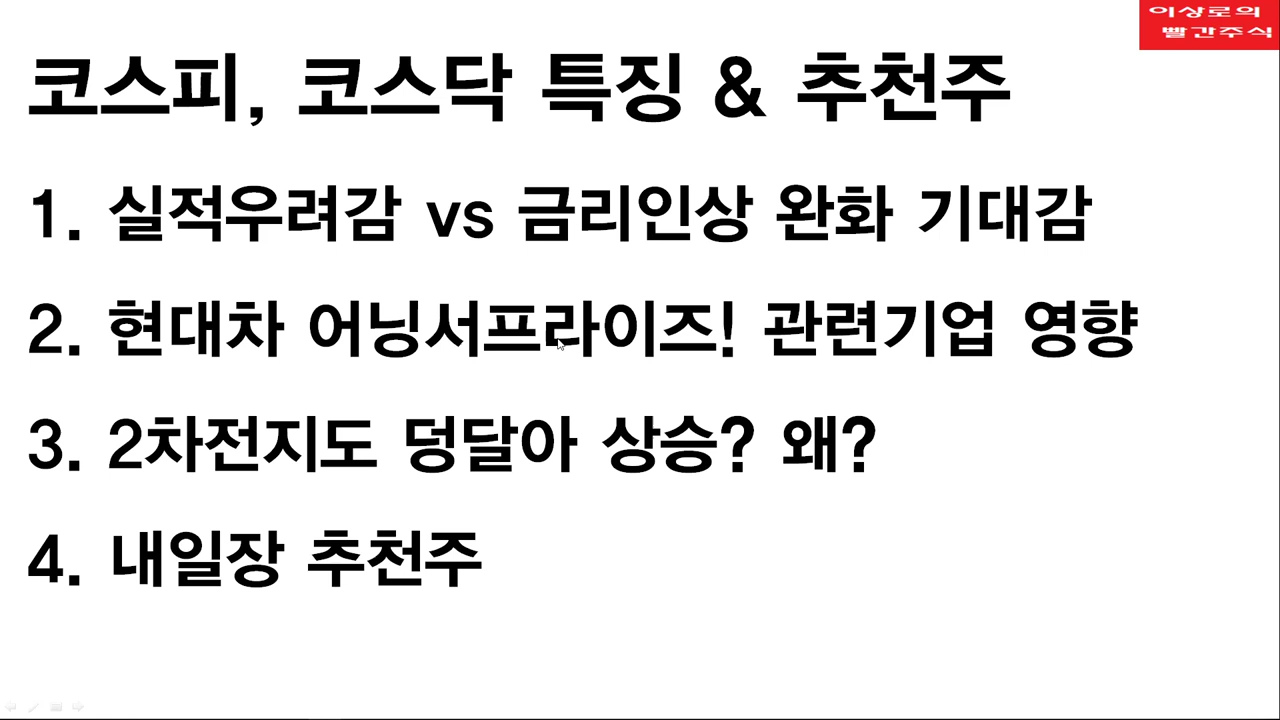 이상로의
빨간주식
코스피, 코스닥 특징 & 추천주
1. 실적우려감 vs 금리인상 완화 기대감
2. 현대차 어닝서프라이즈! 관련기업 영향
3. 2차전지도 덩달아 상승? 왜?
4. 내일장 추천주